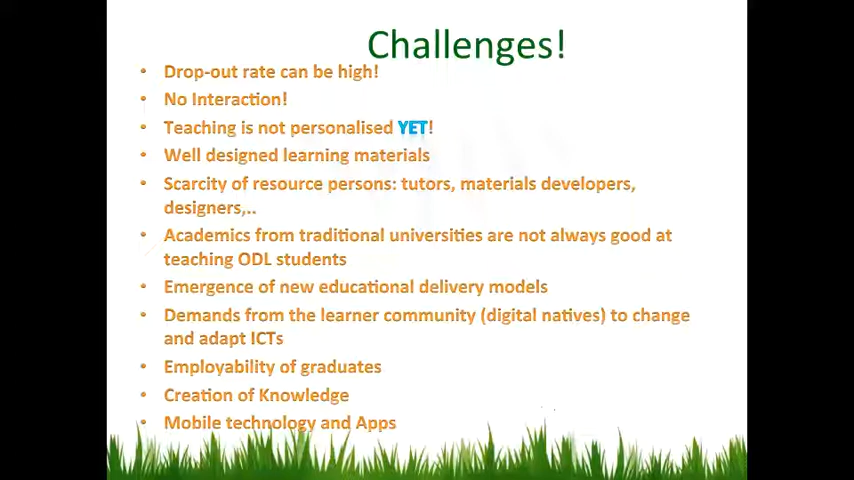 Challenges!
• Drop-out rate can be high!
• No Interaction!
• Teaching is not personalised YET!
• Well designed learning materials
• Scarcity of resource persons: tutors, materials developers,
designers,..
• Academics from traditional universities are not always good at
teaching ODL students
• Emergence of new educational delivery models
• Demands from the learner community (digital natives) to change
and adapt ICTs
• Employability of graduates
• Creation of Knowledge
• Mobile technology and Apps